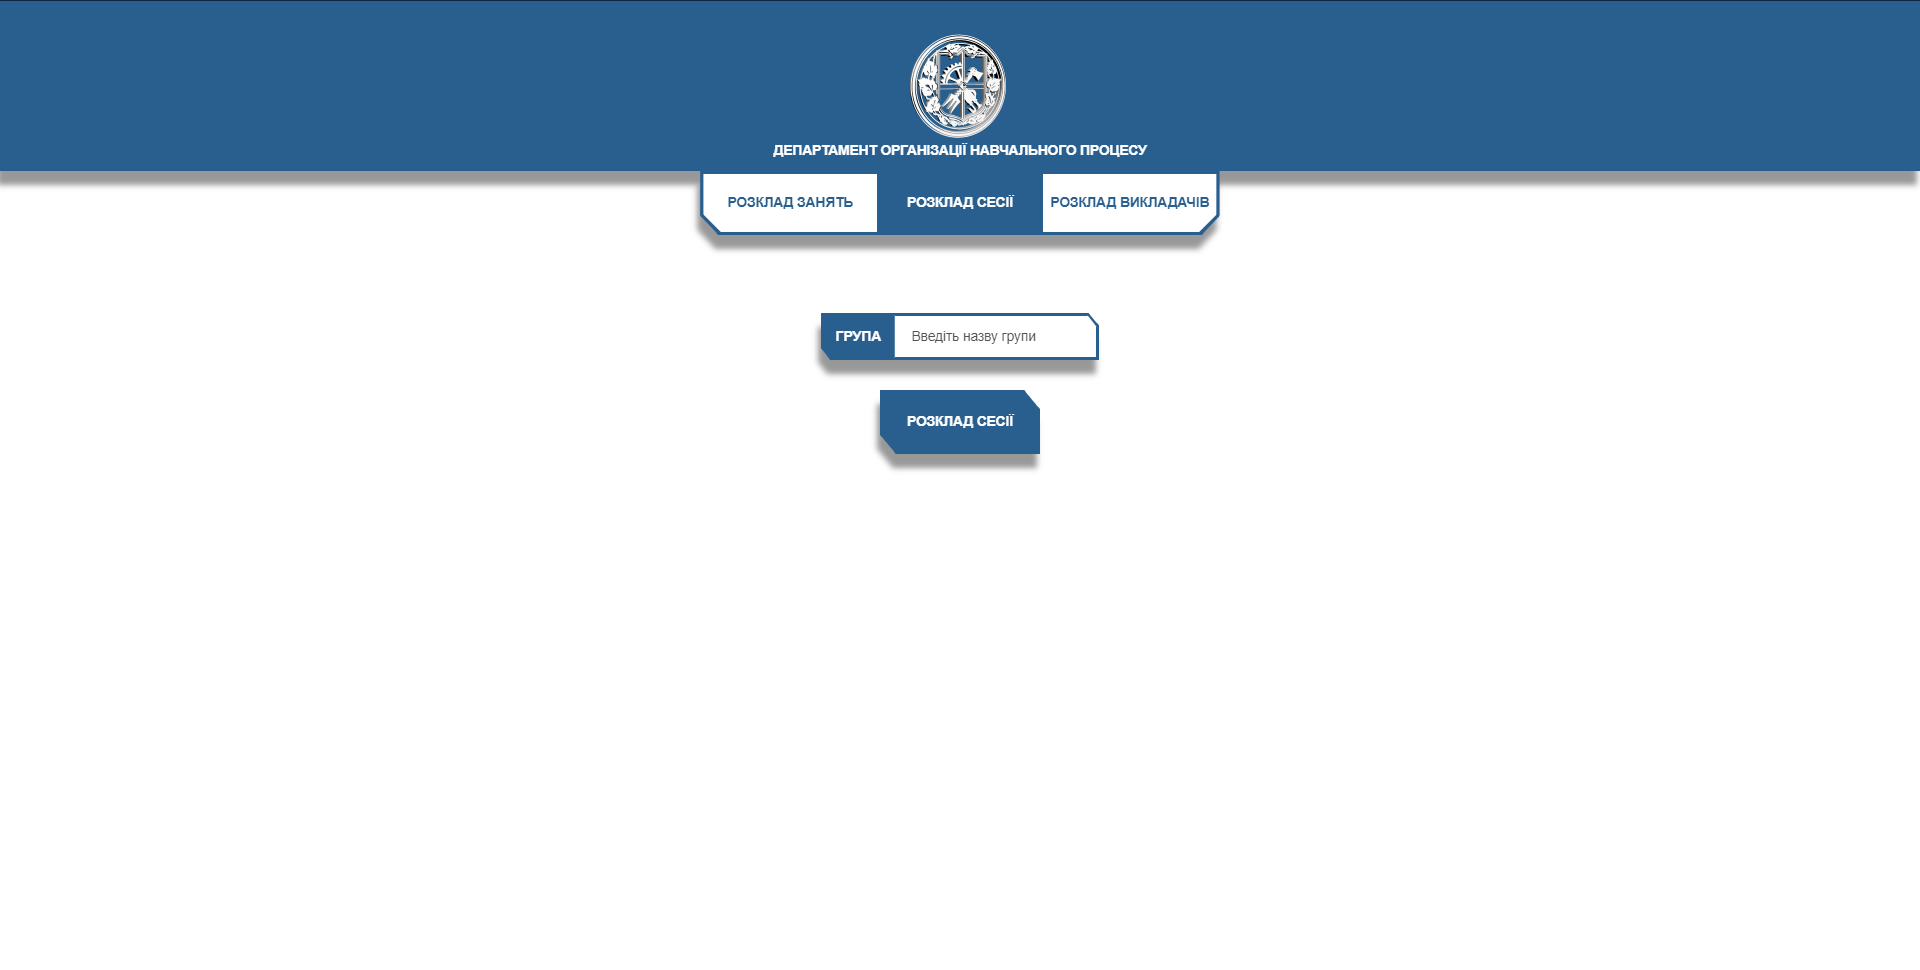 ДЕПАРТАМЕНТ ОРГАНІЗАЦІЇ НАВЧАЛЬНОГО ПРОЦЕСУ
РОЗКЛАД ЗАНЯТЬ
РОЗКЛАД СЕСІЇ
РОЗКЛАД ВИКЛАДАЧІВ
ГРУПА
Введіть назву групи
РОЗКЛАД СЕСІЇ